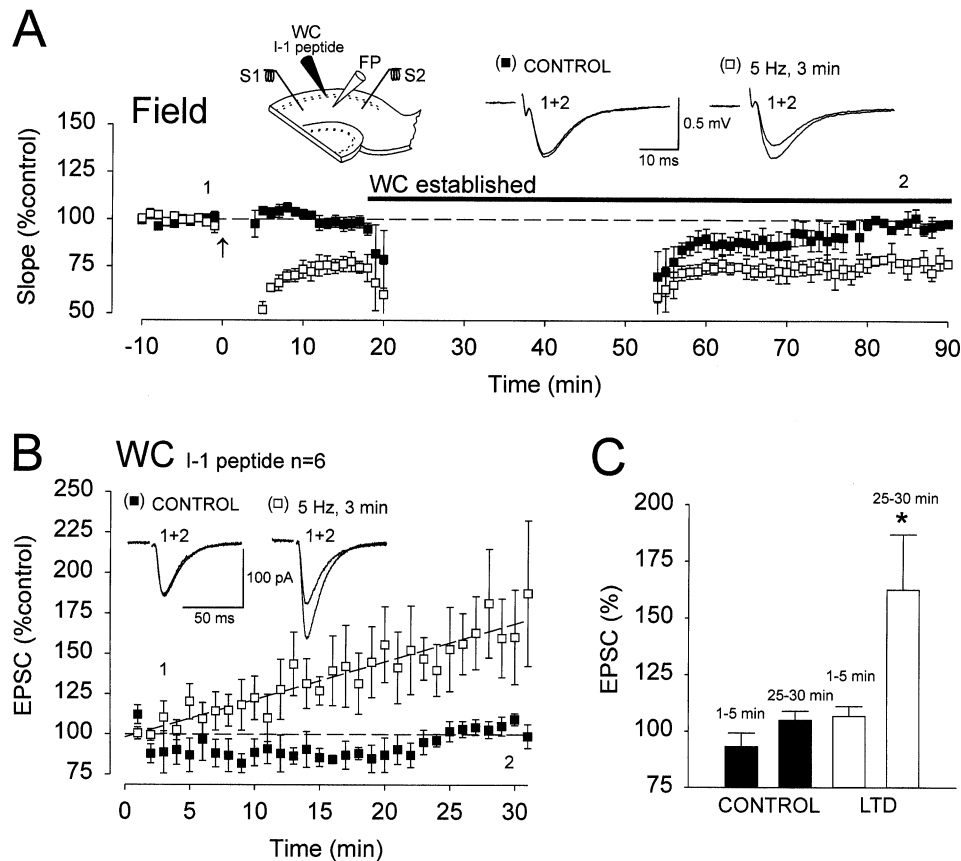 A
WC
I-1 peptide
S1
FP
S2
(■) CONTROL
(□) 5 Hz, 3 min
Field
1+2
1+2
0.5 mV
10 ms
150
125
100
75
50
Slope (%control)
1
WC established
2
↑
-10 0 10 20 30 40 50 60 70 80 90
Time (min)
B
WC I-1 peptide n=6
250
225
200
175
150
125
100
75
EPSC (%control)
(■) CONTROL
(□) 5 Hz, 3 min
1+2
1+2
100 pA
50 ms
1
2
0 5 10 15 20 25 30
Time (min)
C
200
175
150
125
100
75
EPSC (%)
25-30 min
*
1-5 min
25-30 min
1-5 min
CONTROL LTD